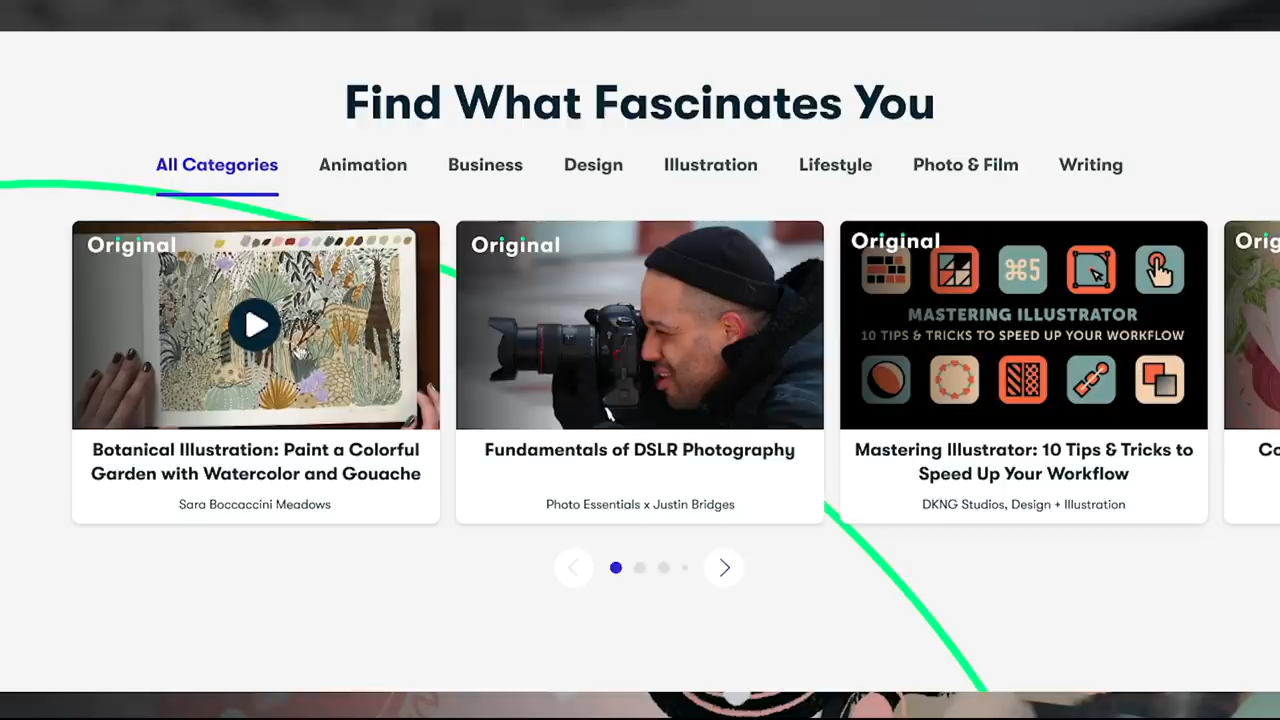 Find What Fascinates You
All Categories
Animation
Business
Design
Illustration
Lifestyle
Photo & Film
Writing
Original
Botanical Illustration: Paint a Colorful
Garden with Watercolor and Gouache
Sara Boccaccini Meadows
Original
Fundamentals of DSLR Photography
Photo Essentials x Justin Bridges
Original
⌘5
MASTERING ILLUSTRATOR
10 TIPS & TRICKS TO SPEED UP YOUR WORKFLOW
Mastering Illustrator: 10 Tips & Tricks to
Speed Up Your Workflow
DKNG Studios, Design + Illustration
Orig
Co